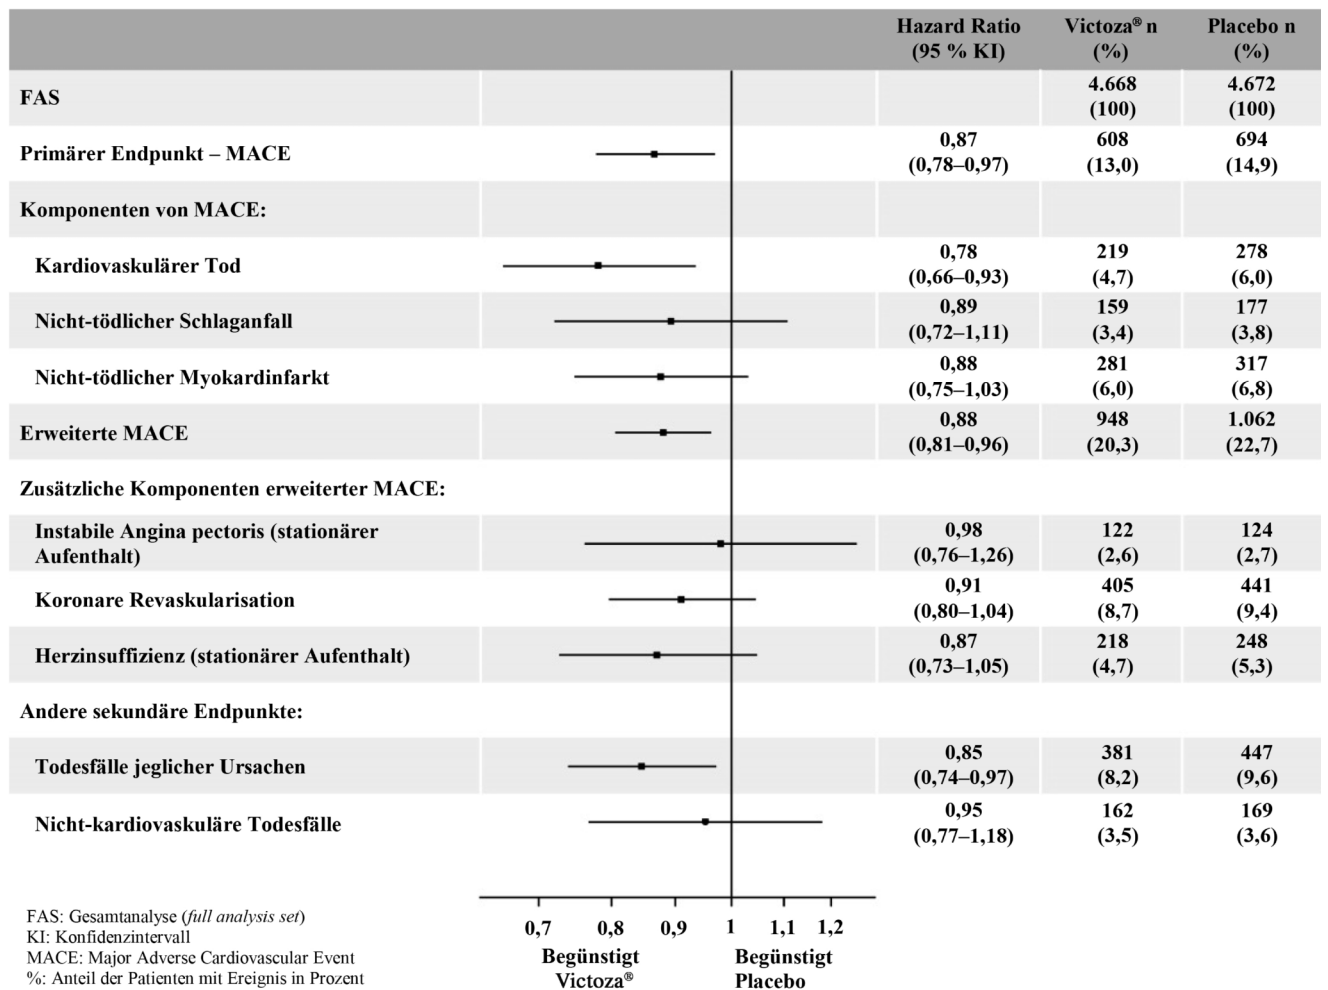 Hazard Ratio Victoza® n Placebo n
(95 % KI) (%) (%)
FAS 4.668 4.672
(100) (100)
Primärer Endpunkt – MACE 0,87 608 694
(0,78–0,97) (13,0) (14,9)
Komponenten von MACE:
Kardiovaskulärer Tod 0,78 219 278
(0,66–0,93) (4,7) (6,0)
Nicht-tödlicher Schlaganfall 0,89 159 177
(0,72–1,11) (3,4) (3,8)
Nicht-tödlicher Myokardinfarkt 0,88 281 317
(0,75–1,03) (6,0) (6,8)
Erweiterte MACE 0,88 948 1.062
(0,81–0,96) (20,3) (22,7)
Zusätzliche Komponenten erweiterter MACE:
Instabile Angina pectoris (stationärer 0,98 122 124
Aufenthalt) (0,76–1,26) (2,6) (2,7)
Koronare Revaskularisation 0,91 405 441
(0,80–1,04) (8,7) (9,4)
Herzinsuffizienz (stationärer Aufenthalt) 0,87 218 248
(0,73–1,05) (4,7) (5,3)
Andere sekundäre Endpunkte:
Todesfälle jeglicher Ursachen 0,85 381 447
(0,74–0,97) (8,2) (9,6)
Nicht-kardiovaskuläre Todesfälle 0,95 162 169
(0,77–1,18) (3,5) (3,6)
0,7 0,8 0,9 1 1,1 1,2
Begünstigt Begünstigt
Victoza® Placebo
FAS: Gesamtanalyse (full analysis set)
KI: Konfidenzintervall
MACE: Major Adverse Cardiovascular Event
%: Anteil der Patienten mit Ereignis in Prozent